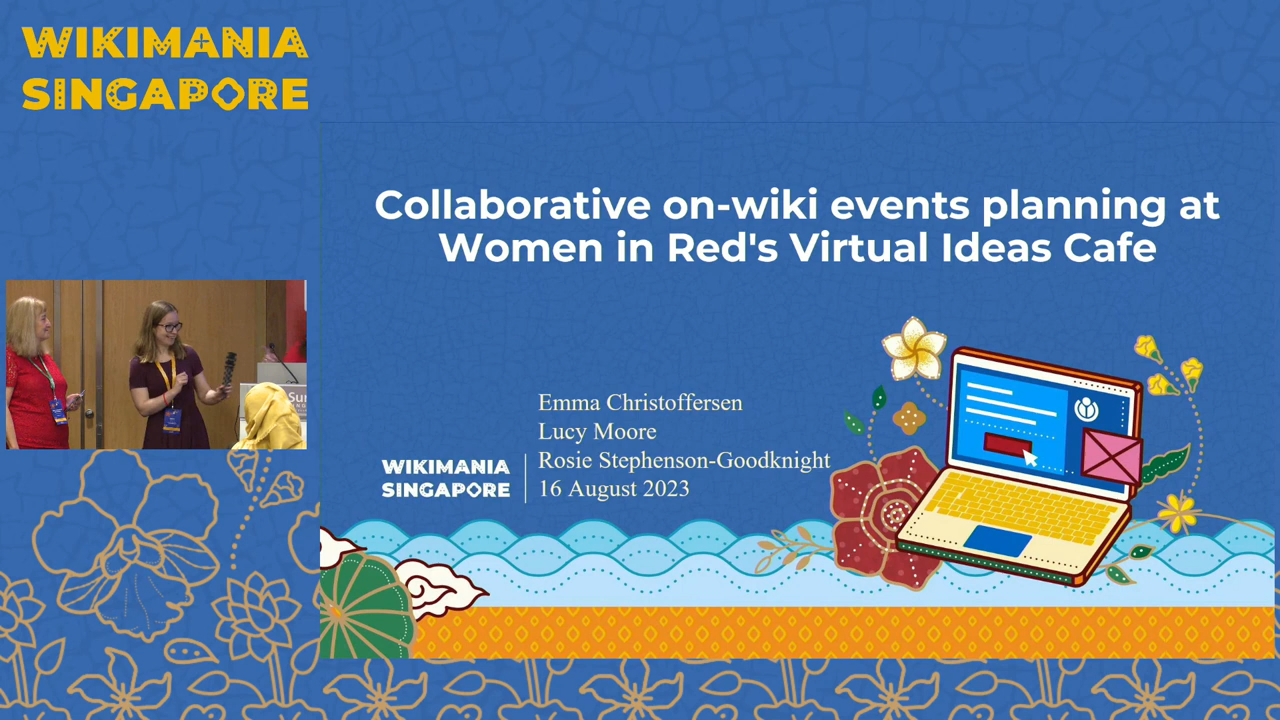 WIKIMANIA
SINGAPORE
Collaborative on-wiki events planning at
Women in Red's Virtual Ideas Cafe
Emma Christoffersen
Lucy Moore
Rosie Stephenson-Goodknight
16 August 2023
WIKIMANIA
SINGAPORE